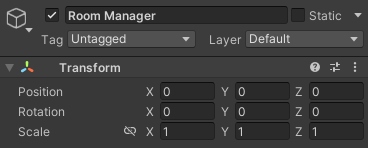 Room Manager Static
Tag Untagged Layer Default
Transform
Position X 0 Y 0 Z 0
Rotation X 0 Y 0 Z 0
Scale X 1 Y 1 Z 1